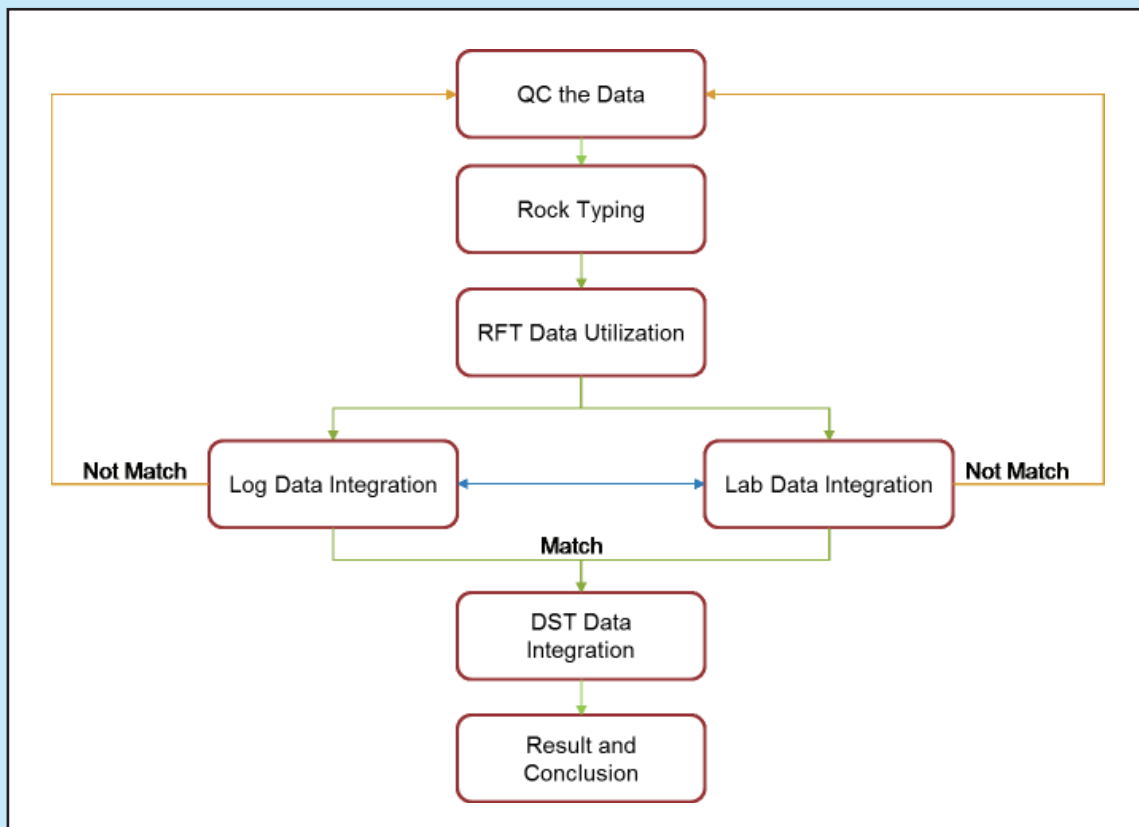 QC the Data
Rock Typing
RFT Data Utilization
Not Match
Log Data Integration
Lab Data Integration
Not Match
Match
DST Data
Integration
Result and
Conclusion